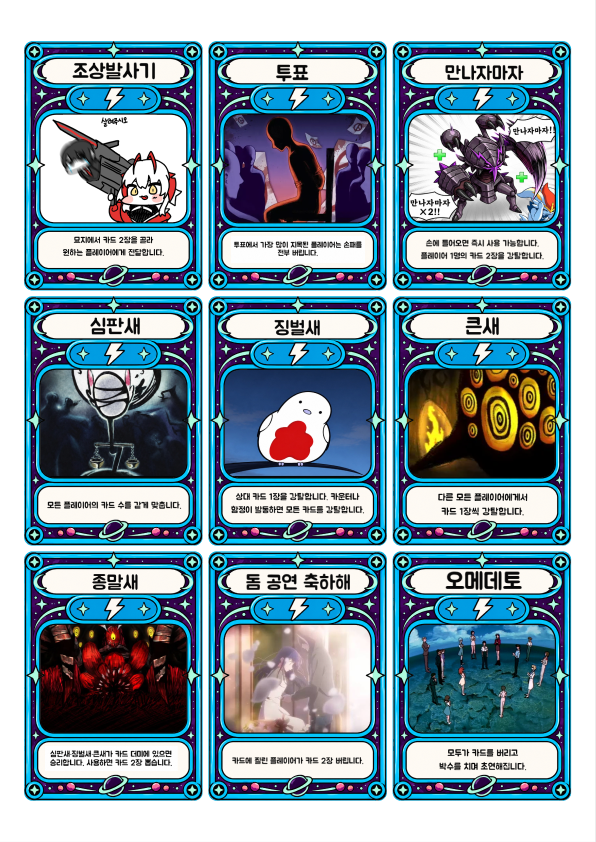 조상발사기
살려주시오
묘지에서 카드 2장을 골라
원하는 플레이어에게 전달합니다.
투표
투표에서 가장 많이 지목된 플레이어는 손패를
전부 버립니다.
만나자마자
만나자마자!!
만나자마자
X2!!
손에 들어오면 즉시 사용 가능합니다.
플레이어 1명의 카드 2장을 강탈합니다.
심판새
모든 플레이어의 카드 수를 같게 맞춥니다.
징벌새
상대 카드 1장을 강탈합니다. 카운터나
함정이 발동하면 모든 카드를 강탈합니다.
큰새
다른 모든 플레이어에게서
카드 1장씩 강탈합니다.
종말새
심판새·징벌새·큰새가 카드 더미에 있으면
승리합니다. 사용하면 카드 2장 뽑습니다.
돔 공연 축하해
카드에 찔린 플레이어가 카드 2장 버립니다.
오메데토
모두가 카드를 버리고
박수를 치며 초연해집니다.